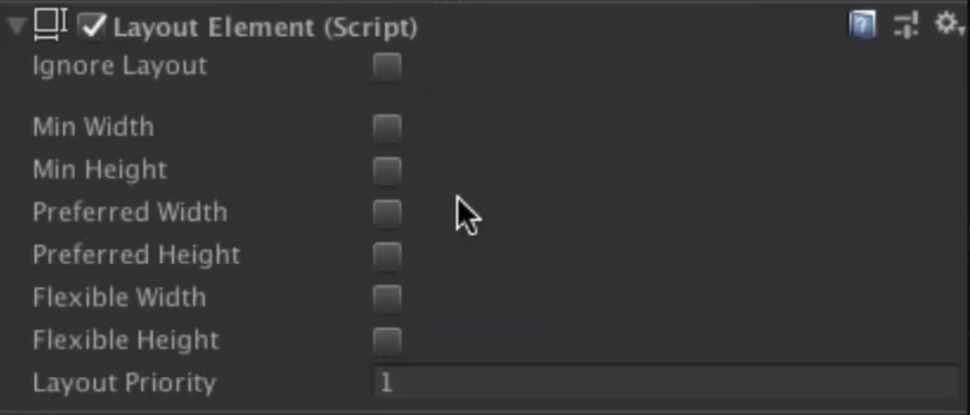 Layout Element (Script)
Ignore Layout
Min Width
Min Height
Preferred Width
Preferred Height
Flexible Width
Flexible Height
Layout Priority 1